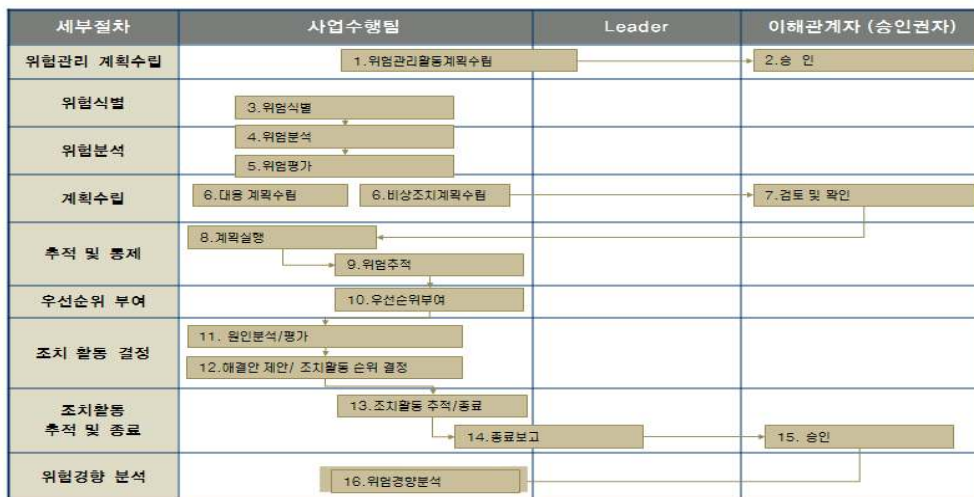 세부절차
사업수행팀
Leader
이해관계자 (승인권자)
위험관리 계획수립
1.위험관리활동계획수립
2.승 인
위험식별
3.위험식별
위험분석
4.위험분석
5.위험평가
계획수립
6.대응 계획수립
6.비상조치계획수립
7.검토 및 확인
추적 및 통제
8.계획실행
9.위험추적
우선순위 부여
10.우선순위부여
조치 활동 결정
11. 원인분석/평가
12.해결안 제안/ 조치활동 순위 결정
조치활동
추적 및 종료
13.조치활동 추적/종료
14.종료보고
15. 승인
위험경향 분석
16.위험경향분석